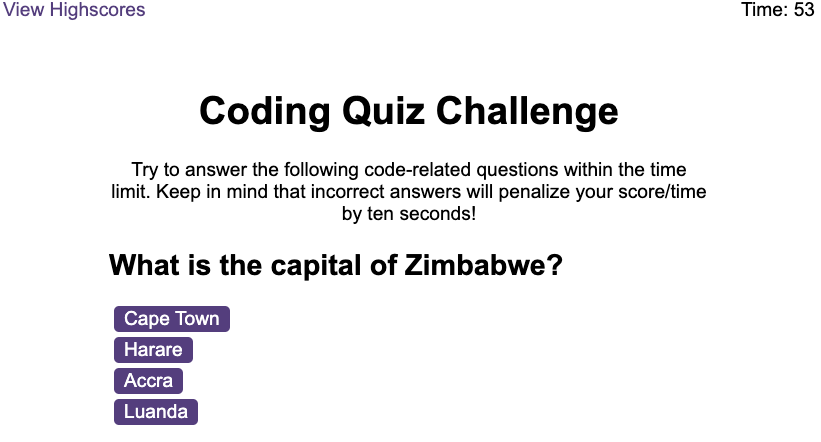 View Highscores
Time: 53
Coding Quiz Challenge
Try to answer the following code-related questions within the time
limit. Keep in mind that incorrect answers will penalize your score/time
by ten seconds!
What is the capital of Zimbabwe?
Cape Town
Harare
Accra
Luanda